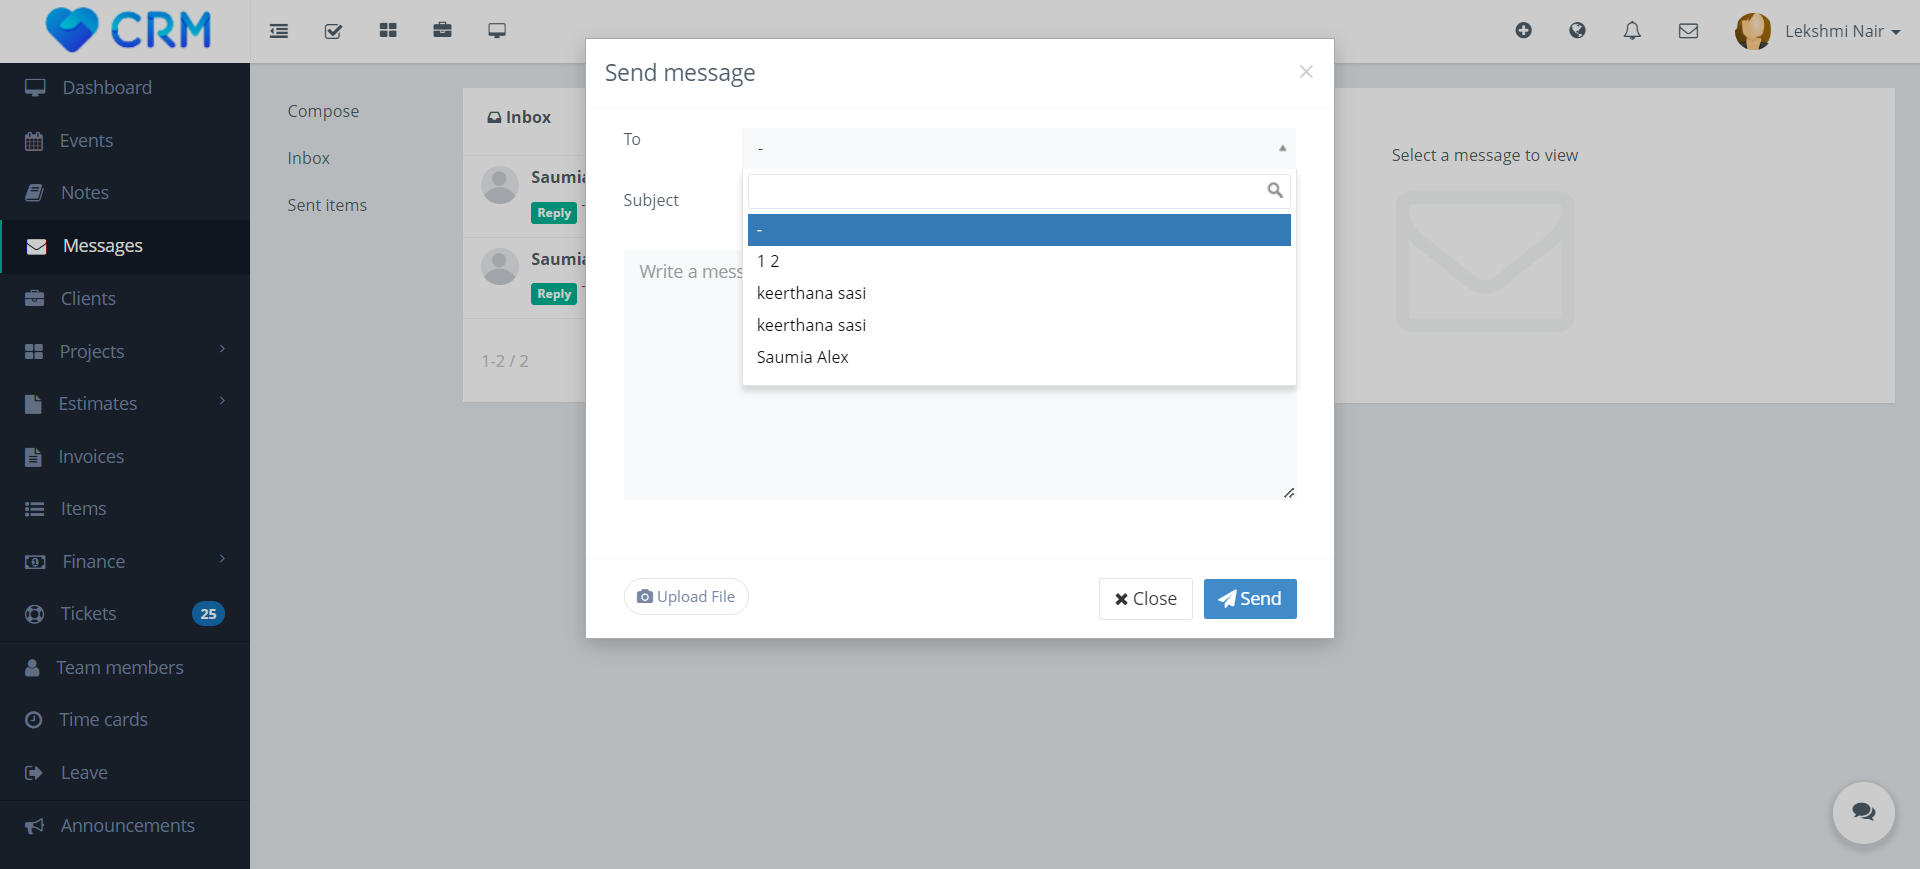 CRM
Lekshmi Nair
Dashboard
Events
Notes
Messages
Clients
Projects
Estimates
Invoices
Items
Finance
Tickets 25
Team members
Time cards
Leave
Announcements
Compose
Inbox
Sent items
Inbox
Reply
Reply
1-2 / 2
Send message
To
-
Subject
-
1 2
keerthana sasi
keerthana sasi
Saumia Alex
Write a mess
Upload File
Close
Send
Select a message to view